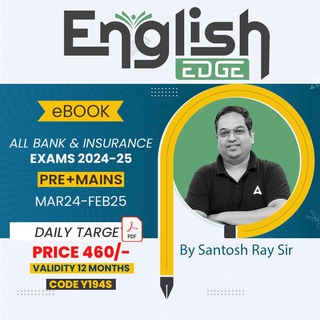 English
EDGE
eBOOK
ALL BANK & INSURANCE
EXAMS 2024-25
PRE+MAINS
MAR24-FEB25
DAILY TARGET
PDF
PRICE 460/-
VALIDITY 12 MONTHS
CODE Y194S
By Santosh Ray Sir